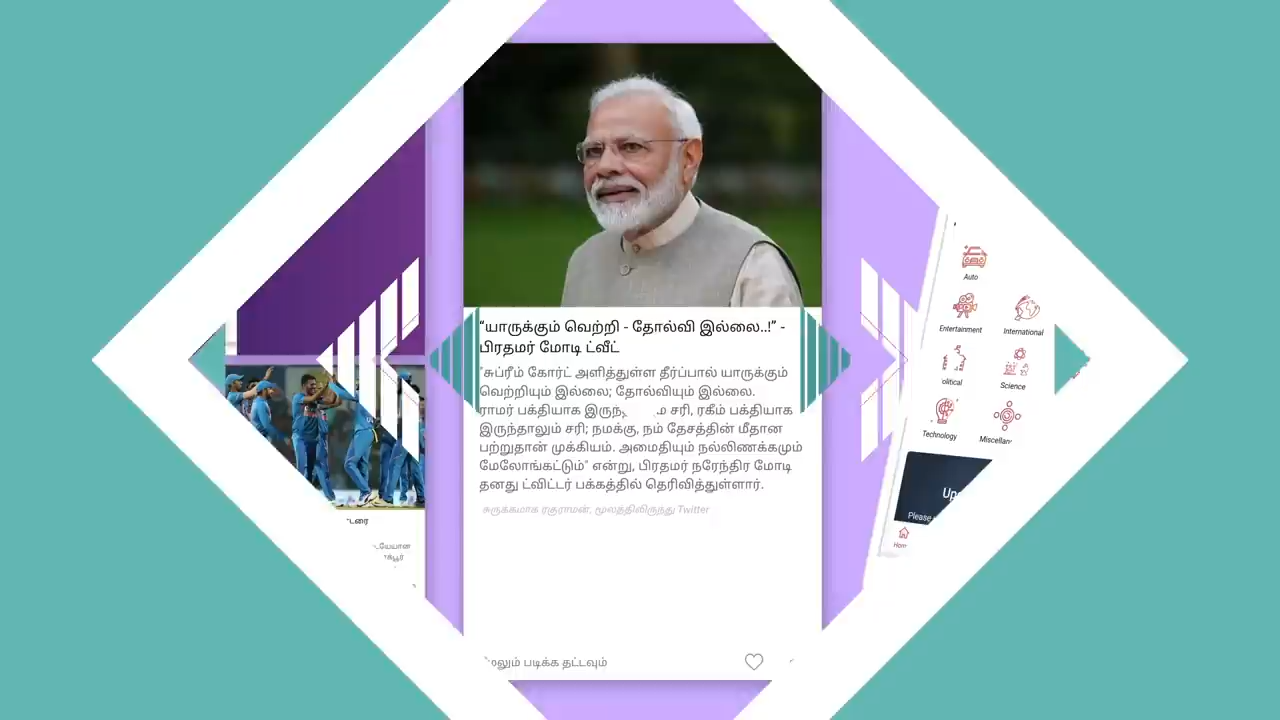 “யாருக்கும் வெற்றி - தோல்வி இல்லை..!” -
பிரதமர் மோடி ட்வீட்
"சுப்ரீம் கோர்ட் அளித்துள்ள தீர்ப்பால் யாருக்கும்
வெற்றியும் இல்லை; தோல்வியும் இல்லை.
ராமர் பக்தியாக சரி, ரகீம் பக்தியாக
இருந்தாலும் சரி; நமக்கு, நம் தேசத்தின் மீதான
பற்றுதான் முக்கியம். அமைதியும் நல்லிணக்கமும்
மேலோங்கட்டும்" என்று, பிரதமர் நரேந்திர மோடி
தனது ட்விட்டர் பக்கத்தில் தெரிவித்துள்ளார்.
சுருக்கமாக ரகுராமன், மூலத்திலிருந்து Twitter
படிக்க தட்டவும்
Auto
Entertainment
International
Science
Technology
Please